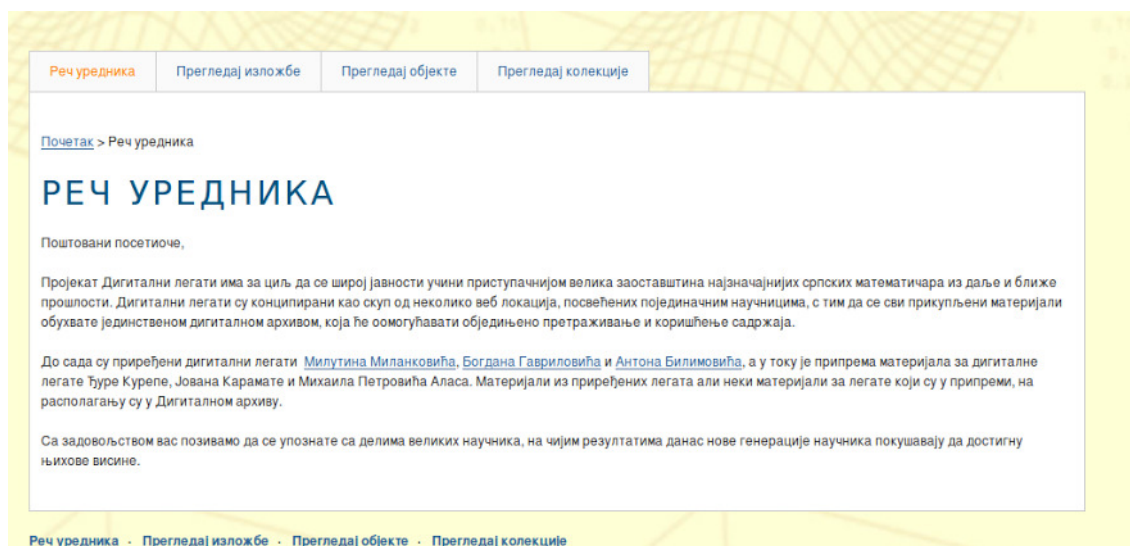 Реч уредника Прегледај изложбе Прегледај објекте Прегледај колекције
Почетак > Реч уредника
РЕЧ УРЕДНИКА
Поштовани посетиоче,
Пројекат Дигитални легати има за циљ да се широј јавности учини приступачнијом велика заоставштина најзначајнијих српских математичара из даље и ближе
прошлости. Дигитални легати су конципирани као скуп од неколико веб локација, посвећених појединачним научницима, с тим да се сви прикупљени материјали
обухвате јединственом дигиталном архивом, која ће оомогућавати обједињено претраживање и коришћење садржаја.
До сада су приређени дигитални легати Милутина Миланковића, Богдана Гавриловића и Антона Билимовића, а у току је припрема материјала за дигиталне
легате Ђуре Курепе, Јована Карамате и Михаила Петровића Аласа. Материјали из приређених легата али неки материјали за легате који су у припреми, на
располагању су у Дигиталном архиву.
Са задовољством вас позивамо да се упознате са делима великих научника, на чијим резултатима данас нове генерације научника покушавају да достигну
њихове висине.
Реч уредника · Прегледај изложбе · Прегледај објекте · Прегледај колекције